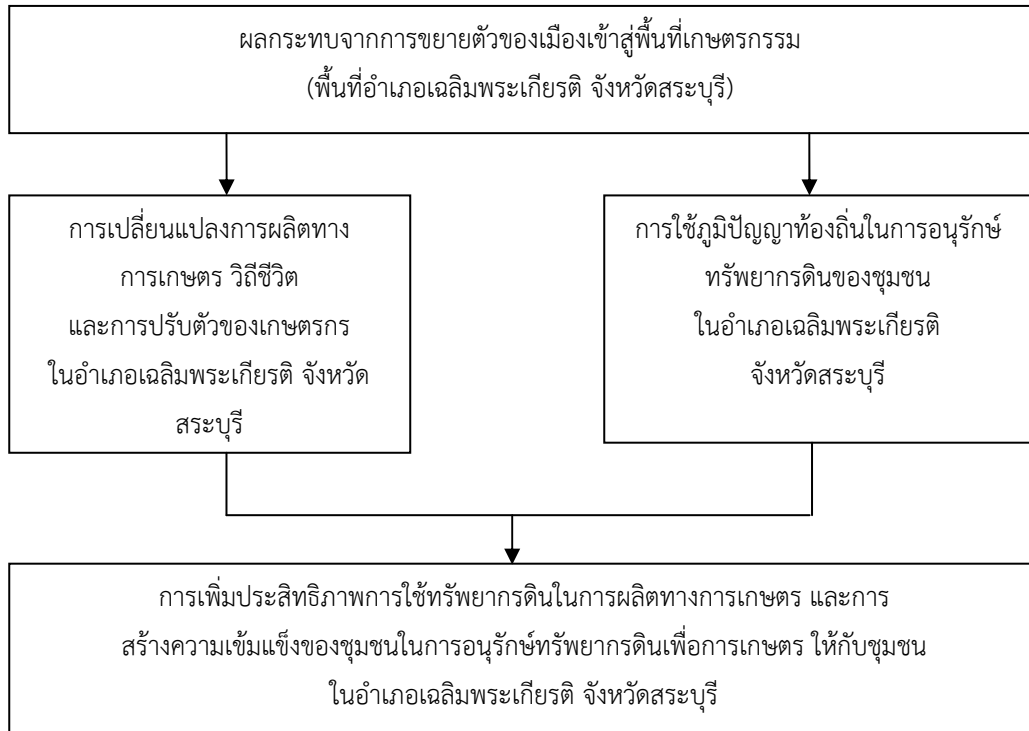 ผลกระทบจากการขยายตัวของเมืองเข้าสู่พื้นที่เกษตรกรรม
(พื้นที่อำเภอเฉลิมพระเกียรติ จังหวัดสระบุรี)
การเปลี่ยนแปลงการผลิตทาง
การเกษตร วิถีชีวิต
และการปรับตัวของเกษตรกร
ในอำเภอเฉลิมพระเกียรติ จังหวัด
สระบุรี
การใช้ภูมิปัญญาท้องถิ่นในการอนุรักษ์
ทรัพยากรดินของชุมชน
ในอำเภอเฉลิมพระเกียรติ
จังหวัดสระบุรี
การเพิ่มประสิทธิภาพการใช้ทรัพยากรดินในการผลิตทางการเกษตร และการ
สร้างความเข้มแข็งของชุมชนในการอนุรักษ์ทรัพยากรดินเพื่อการเกษตร ให้กับชุมชน
ในอำเภอเฉลิมพระเกียรติ จังหวัดสระบุรี